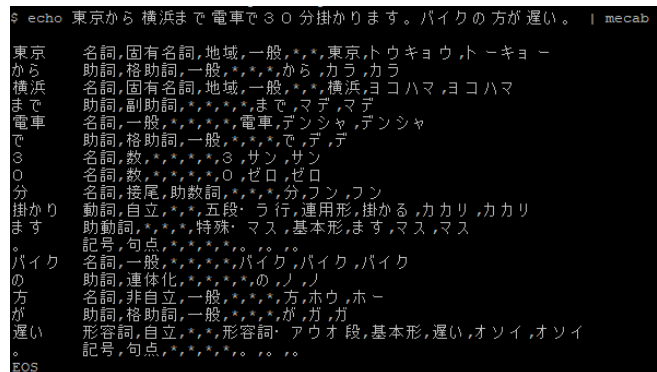 $ echo 東京から横浜まで電車で３０分掛かります。バイクの方が遅い。 | mecab
東京 名詞,固有名詞,地域,一般,*,*,東京,トウキョウ,トーキョー
から 助詞,格助詞,一般,*,*,*,から,カラ,カラ
横浜 名詞,固有名詞,地域,一般,*,*,横浜,ヨコハマ,ヨコハマ
まで 助詞,副助詞,*,*,*,*,まで,マデ,マデ
電車 名詞,一般,*,*,*,*,電車,デンシャ,デンシャ
で 助詞,格助詞,一般,*,*,*,で,デ,デ
３ 名詞,数,*,*,*,*,３,サン,サン
０ 名詞,数,*,*,*,*,０,ゼロ,ゼロ
分 名詞,接尾,助数詞,*,*,*,分,フン,フン
掛かり 動詞,自立,*,*,五段・ラ行,連用形,掛かる,カカリ,カカリ
ます 助動詞,*,*,*,特殊・マス,基本形,ます,マス,マス
。 記号,句点,*,*,*,*,。,。,。
バイク 名詞,一般,*,*,*,*,バイク,バイク,バイク
の 助詞,連体化,*,*,*,*,の,ノ,ノ
方 名詞,非自立,一般,*,*,*,方,ホウ,ホー
が 助詞,格助詞,一般,*,*,*,が,ガ,ガ
遅い 形容詞,自立,*,*,形容詞・アウオ段,基本形,遅い,オソイ,オソイ
。 記号,句点,*,*,*,*,。,。,。
EOS